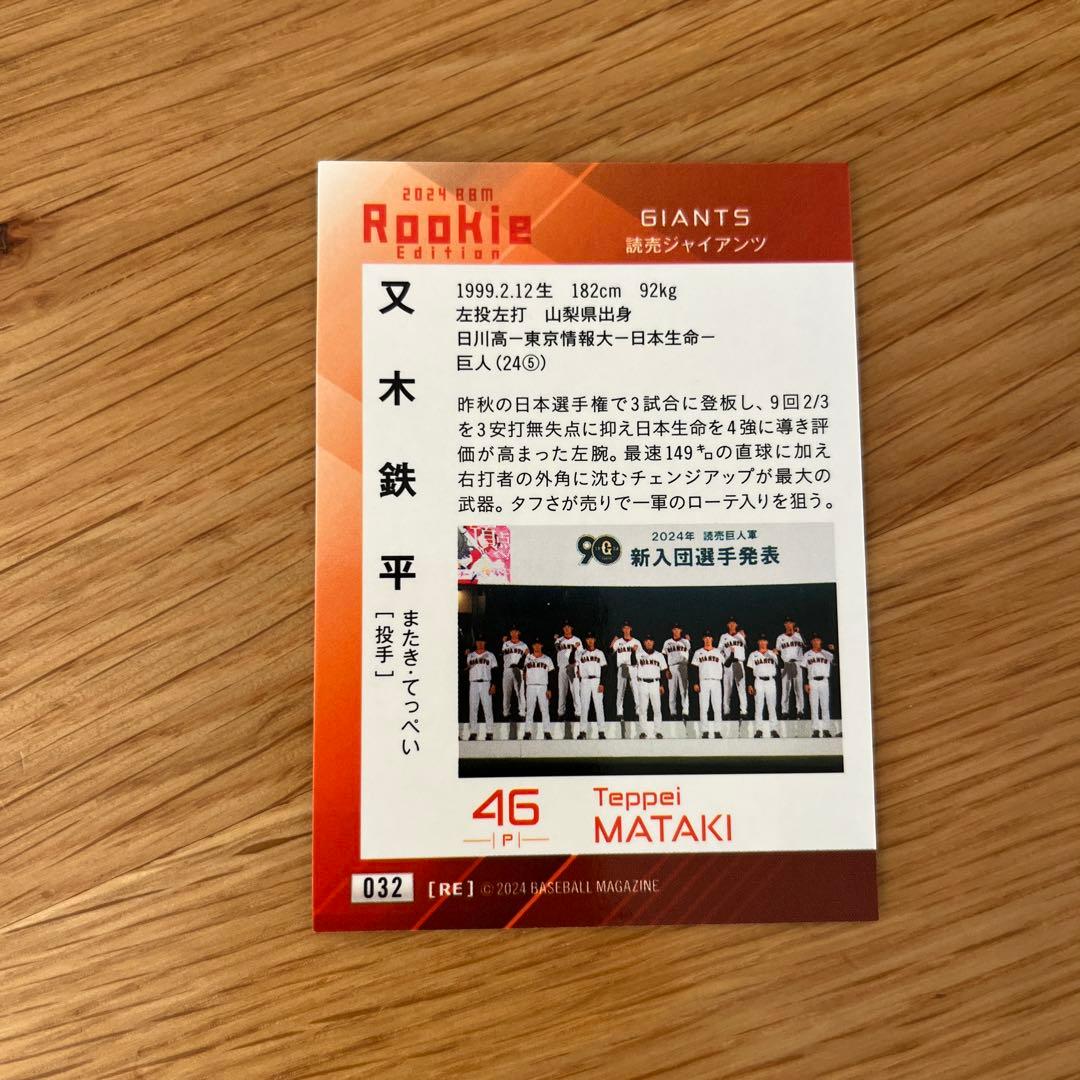 2024 BBM
Rookie
Edition
GIANTS
読売ジャイアンツ
又木鉄平
またき・てっぺい
[投手]
1999.2.12生 182cm 92kg
左投左打 山梨県出身
日川高ー東京情報大ー日本生命ー
巨人(24⑤)
昨秋の日本選手権で3試合に登板し、9回2/3
を3安打無失点に抑え日本生命を4強に導き評
価が高まった左腕。最速149㌔の直球に加え
右打者の外角に沈むチェンジアップが最大の
武器。タフさが売りで一軍のローテ入りを狙う。
2024年 読売巨人軍
90 G
新入団選手発表
46
P
Teppei
MATAKI
032 [RE] © 2024 BASEBALL MAGAZINE